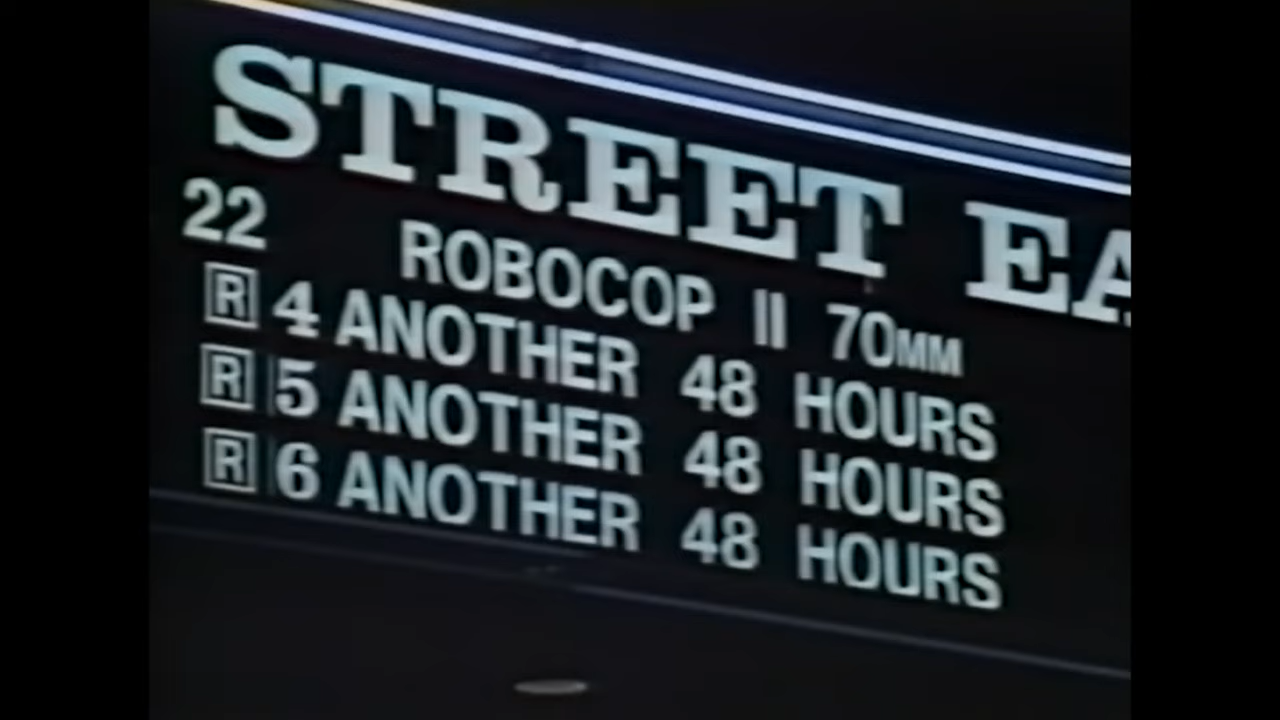 STREET EA
22 ROBOCOP II 70MM
R 4 ANOTHER 48 HOURS
R 5 ANOTHER 48 HOURS
R 6 ANOTHER 48 HOURS